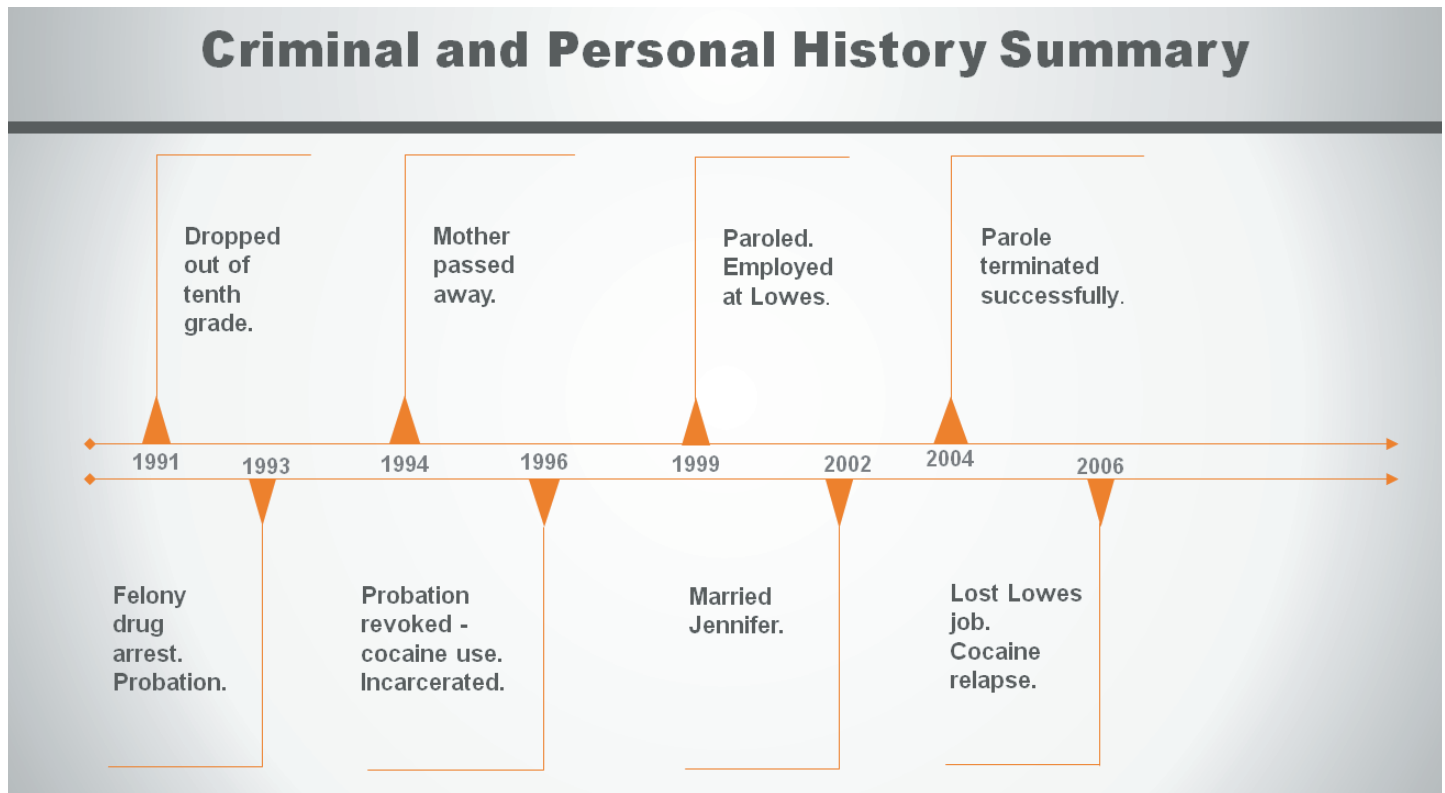 Criminal and Personal History Summary
Dropped
out of
tenth
grade.
Mother
passed
away.
Paroled.
Employed
at Lowes.
Parole
terminated
successfully.
1991
1993
1994
1996
1999
2002
2004
2006
Felony
drug
arrest.
Probation.
Probation
revoked -
cocaine use.
Incarcerated.
Married
Jennifer.
Lost Lowes
job.
Cocaine
relapse.